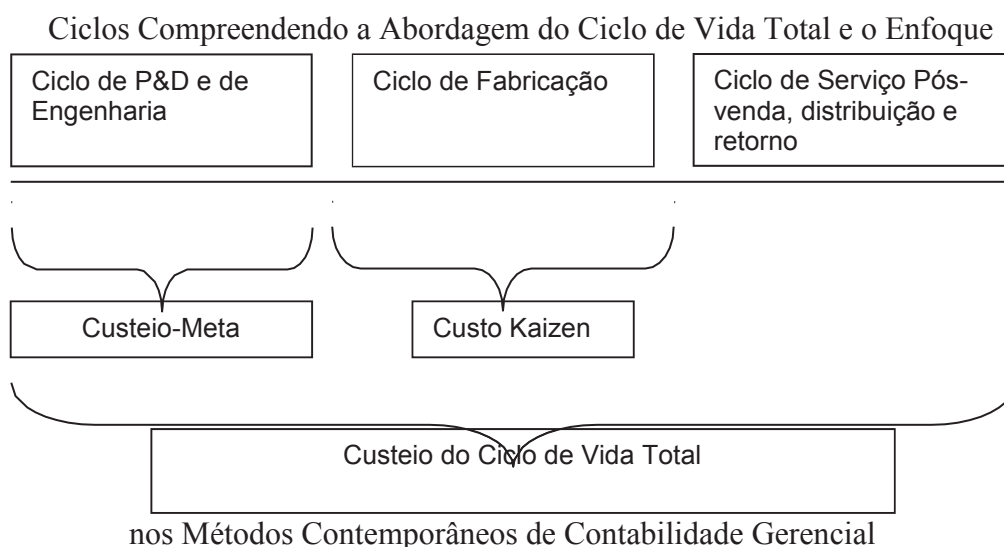 Ciclos Compreendendo a Abordagem do Ciclo de Vida Total e o Enfoque
Ciclo de P&D e de
Engenharia
Ciclo de Fabricação
Ciclo de Serviço Pós-
venda, distribuição e
retorno
Custeio-Meta
Custo Kaizen
Custeio do Ciclo de Vida Total
nos Métodos Contemporâneos de Contabilidade Gerencial